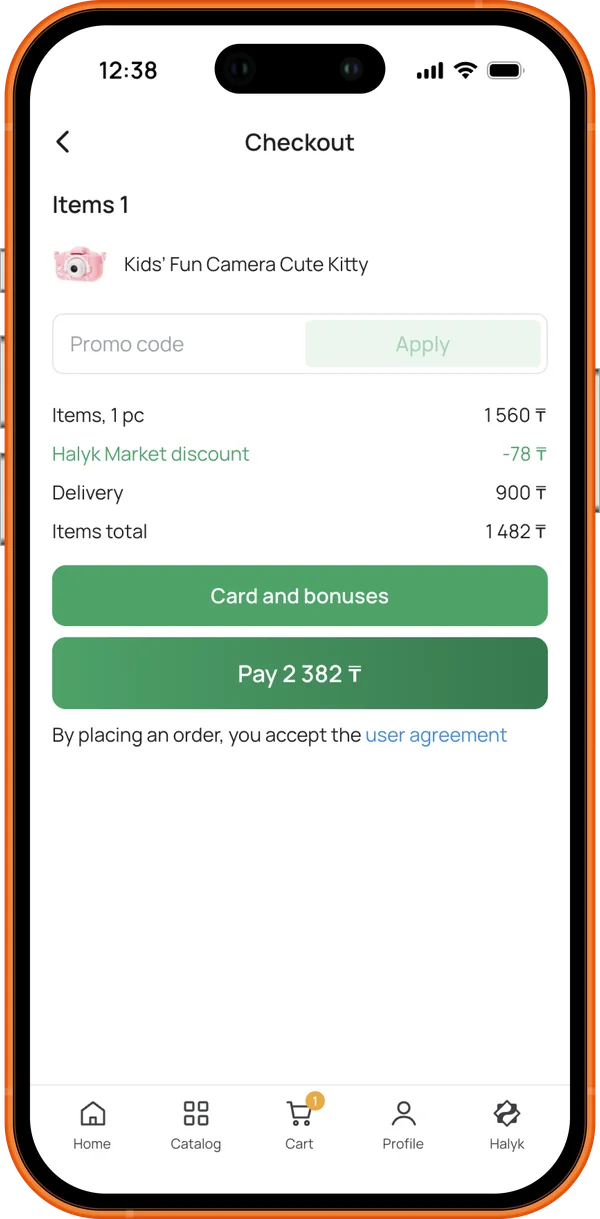 12:38
Checkout
Items 1
Kids’ Fun Camera Cute Kitty
Promo code Apply
Items, 1 pc 1 560 ₸
Halyk Market discount -78 ₸
Delivery 900 ₸
Items total 1 482 ₸
Card and bonuses
Pay 2 382 ₸
By placing an order, you accept the user agreement
1
Home Catalog Cart Profile Halyk